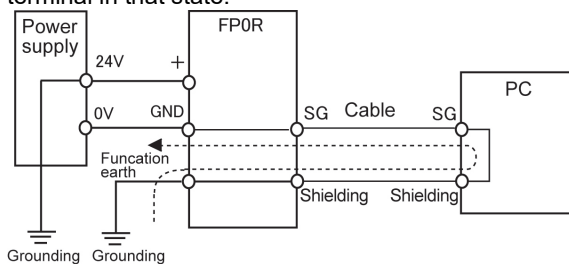 terminal in that state.
Power
supply
24V
0V
FP0R
+
GND
Funcation
earth
SG
Cable
SG
PC
Shielding
Shielding
Grounding
Grounding